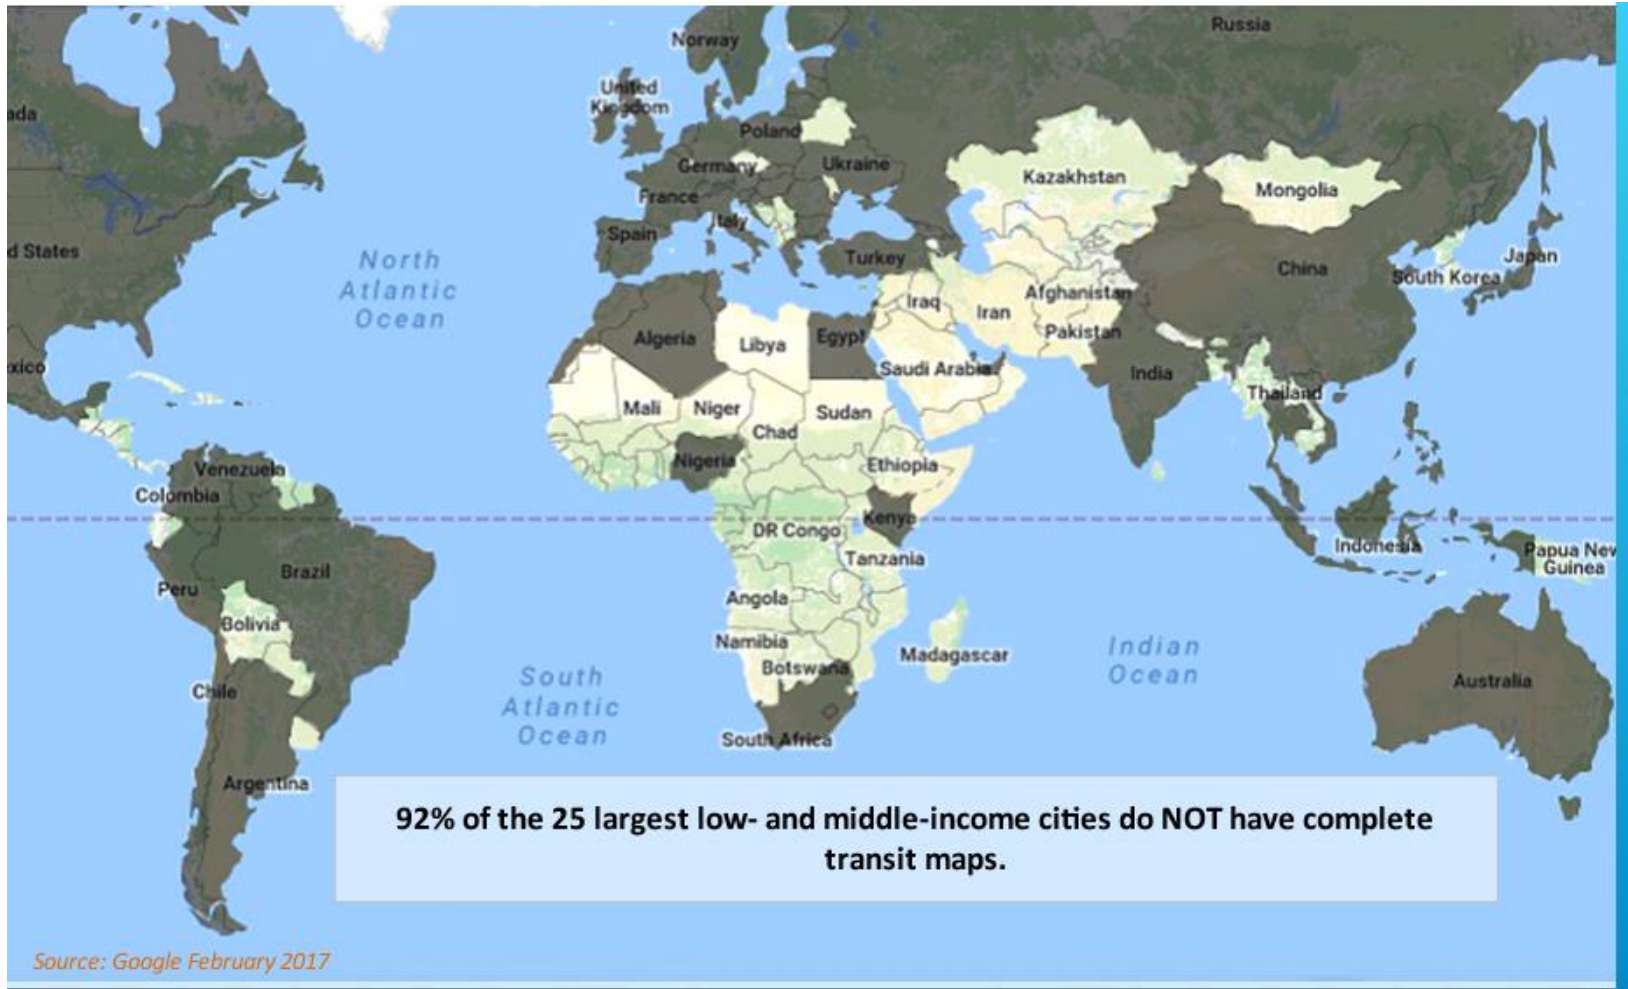 Russia
Norway
United
Kingdom
ada
Poland
Germany
Ukraine
France
Kazakhstan
Mongolia
Italy
Spain
d States
Turkey
Japan
China
South Korea
North
Atlantic
Ocean
Iraq
Afghanistan
Iran
Pakistan
Algeria
Libya
Egypt
xico
Saudi Arabia
India
Thailand
Mali
Niger
Sudan
Chad
Venezuela
Nigeria
Ethiopia
Colombia
Kenya
DR Congo
Indonesia
Papua New
Guinea
Tanzania
Brazil
Peru
Angola
Bolivia
Namibia
Botswana
Madagascar
Indian
Ocean
South
Atlantic
Ocean
Chile
Australia
South Africa
Argentina
92% of the 25 largest low- and middle-income cities do NOT have complete
transit maps.
Source: Google February 2017